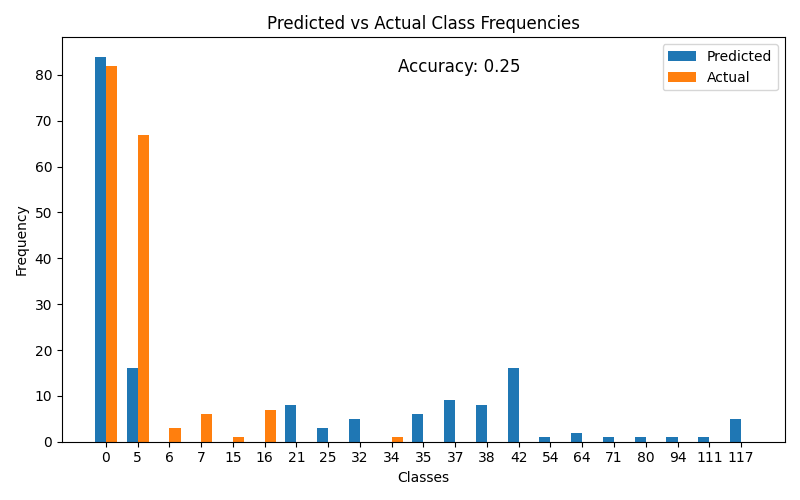 Predicted vs Actual Class Frequencies
Accuracy: 0.25
Predicted
Actual
Frequency
80
70
60
50
40
30
20
10
0
0 5 6 7 15 16 21 25 32 34 35 37 38 42 54 64 71 80 94 111 117
Classes